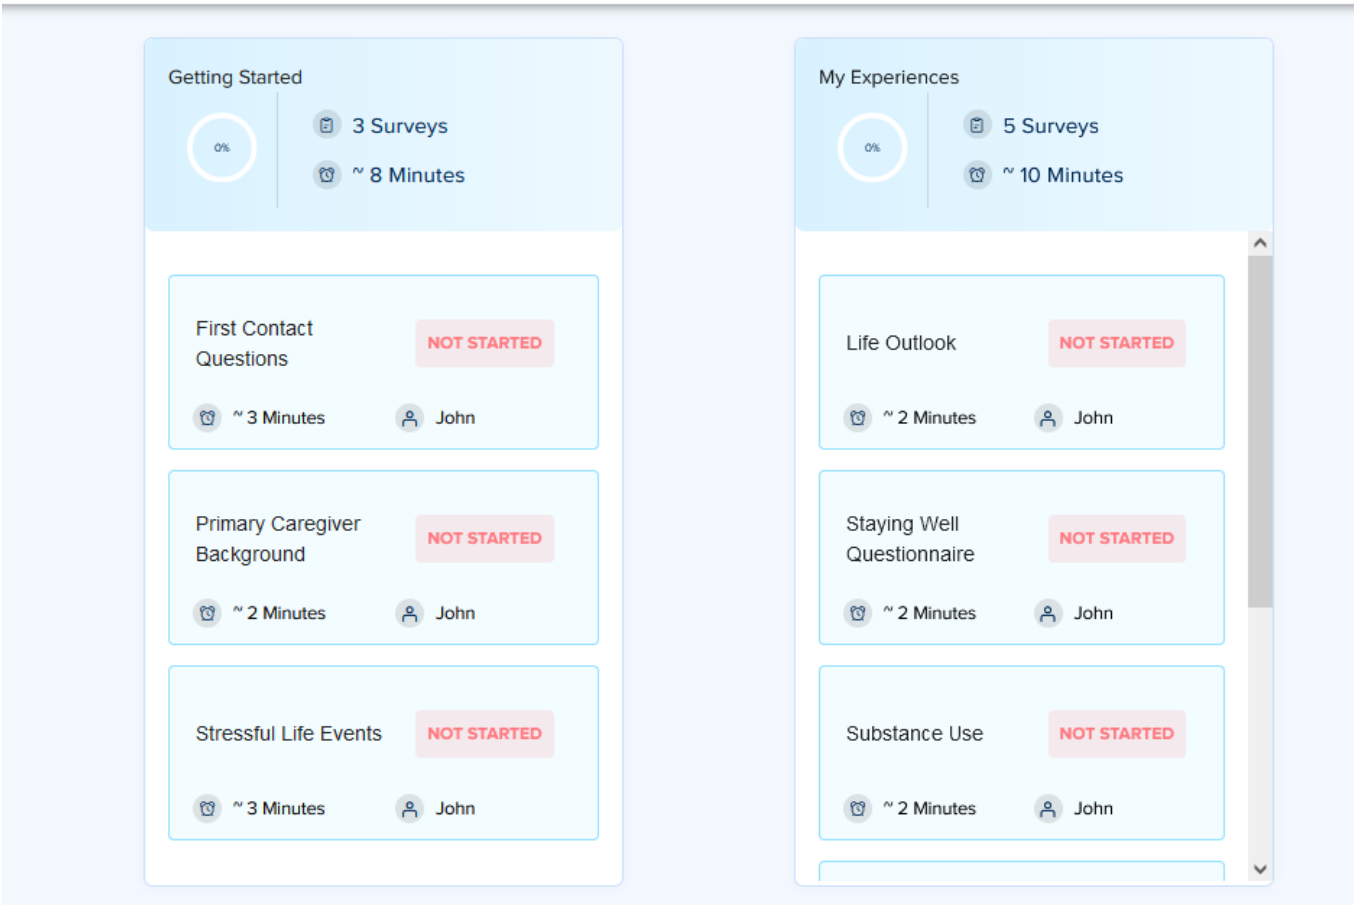 Getting Started
0%
3 Surveys
~ 8 Minutes
First Contact
Questions
NOT STARTED
~ 3 Minutes
John
Primary Caregiver
Background
NOT STARTED
~ 2 Minutes
John
Stressful Life Events
NOT STARTED
~ 3 Minutes
John
My Experiences
0%
5 Surveys
~ 10 Minutes
Life Outlook
NOT STARTED
~ 2 Minutes
John
Staying Well
Questionnaire
NOT STARTED
~ 2 Minutes
John
Substance Use
NOT STARTED
~ 2 Minutes
John